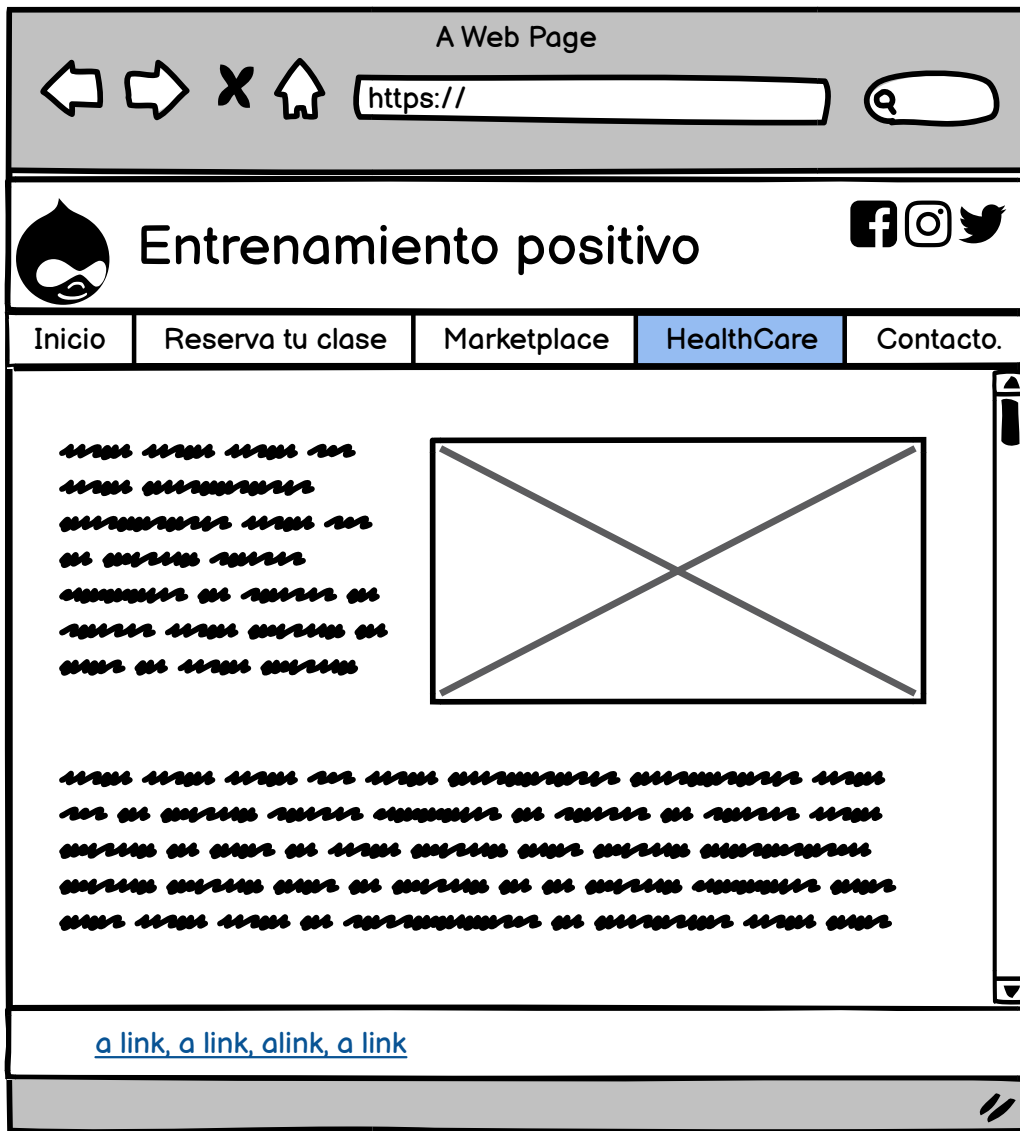 A Web Page
https://
Entrenamiento positivo
Inicio Reserva tu clase Marketplace HealthCare Contacto.
a link, a link, alink, a link